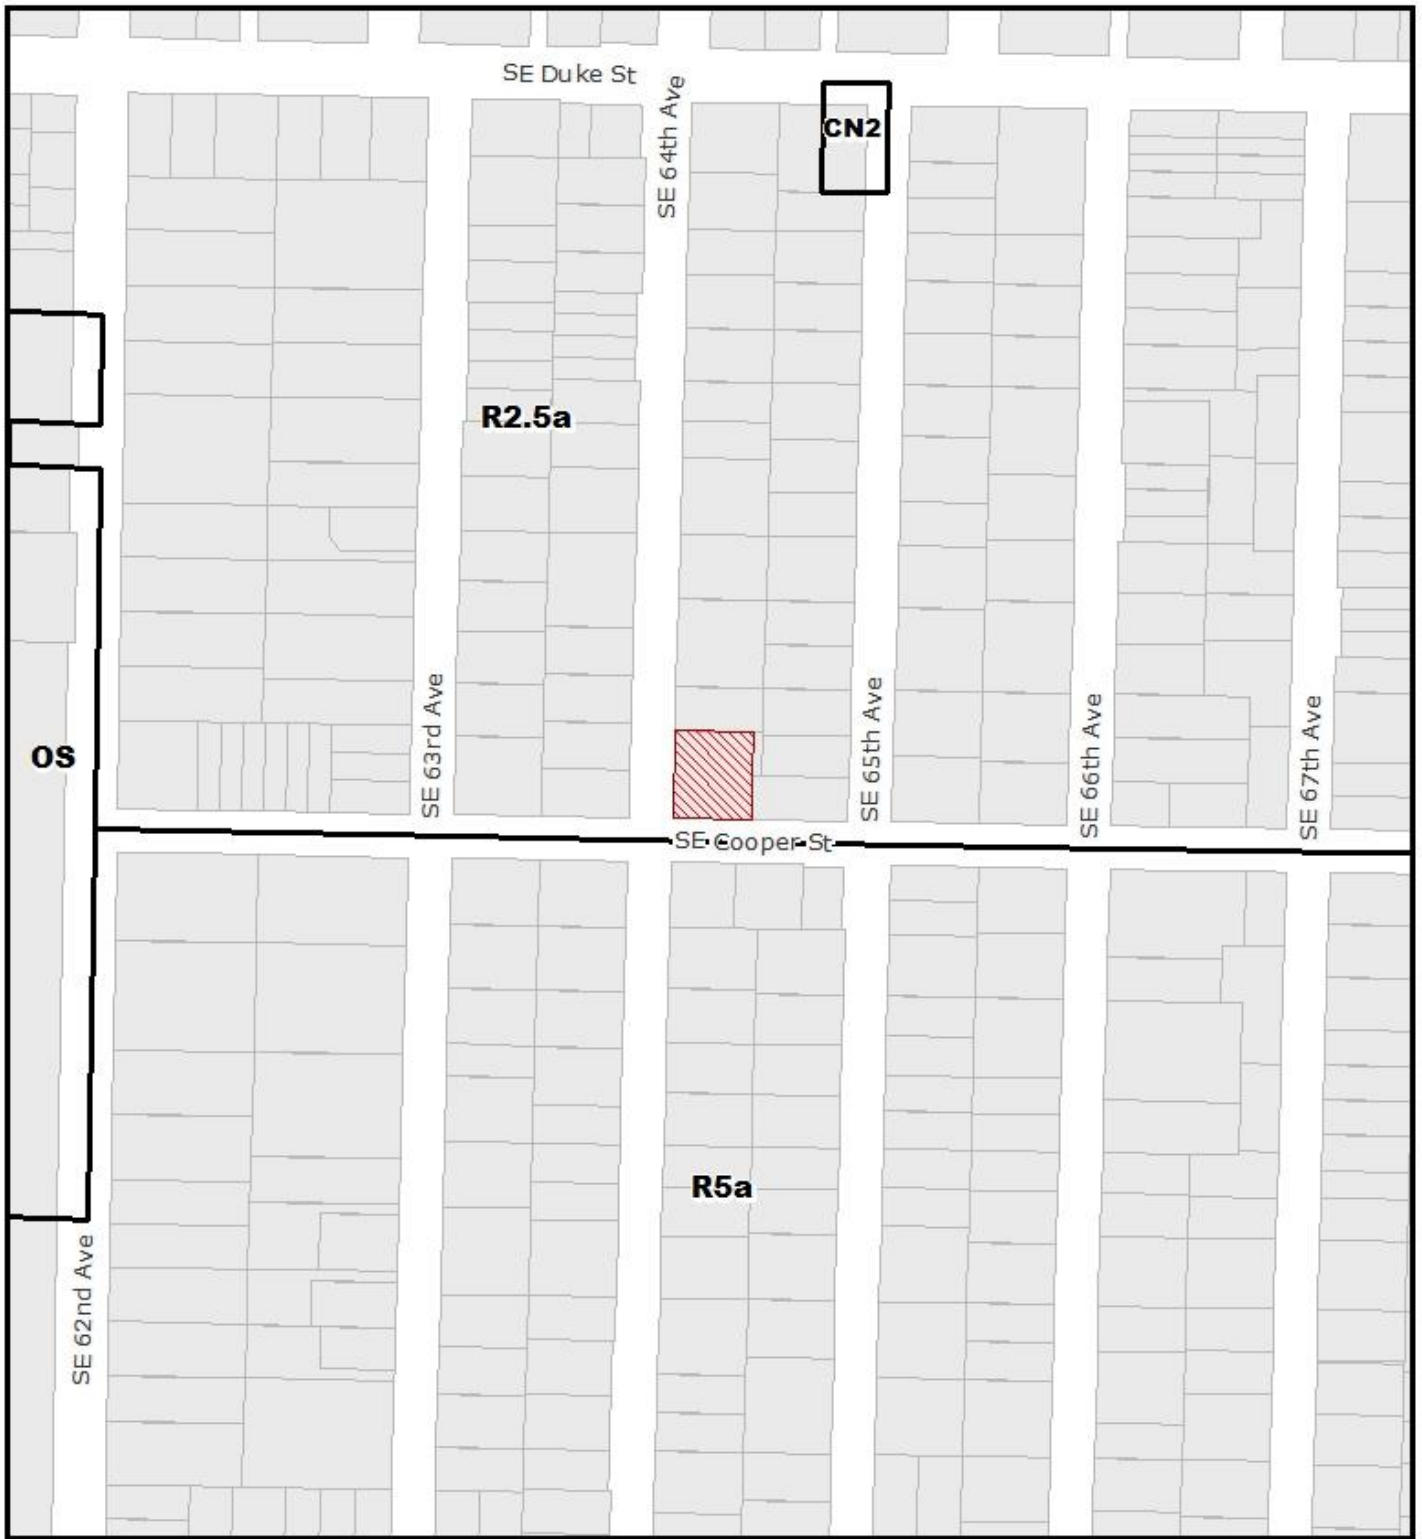 SE Duke St
SE 64th Ave
CN2
R2.5a
OS
SE 63rd Ave
SE 65th Ave
SE 66th Ave
SE 67th Ave
SE Cooper St
R5a
SE 62nd Ave